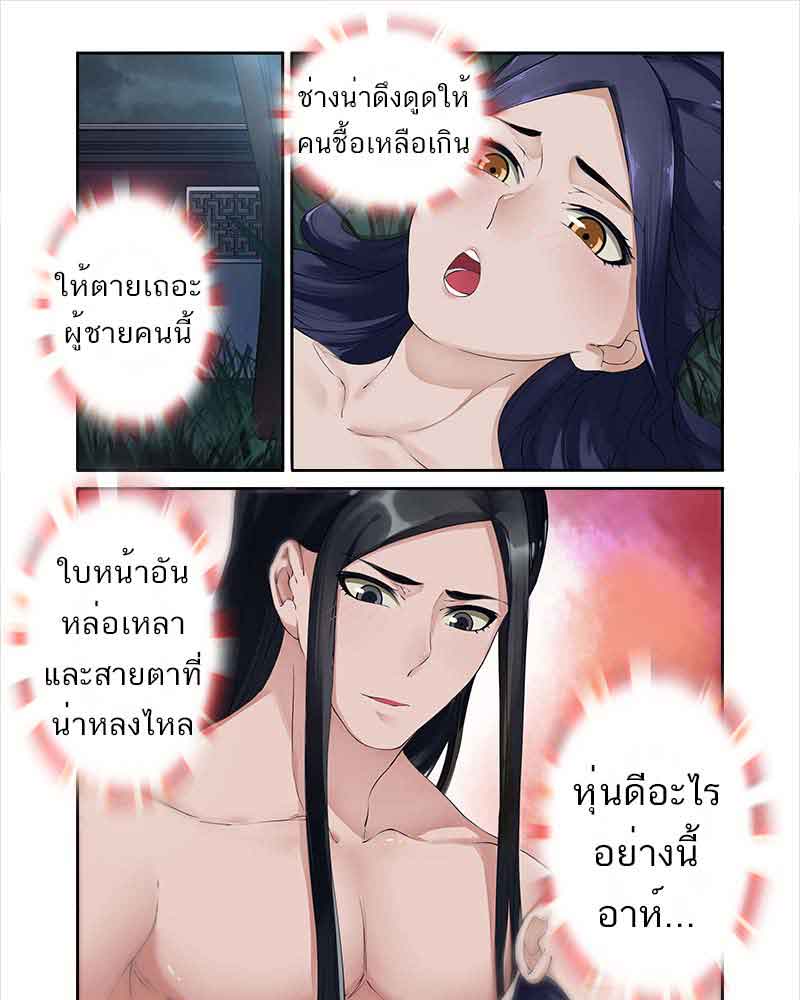 ให้ตายเถอะ
ผู้ชายคนนี้
ช่างน่าดึงดูดให้
คนชื้อเหลือเกิน
ใบหน้าอัน
หล่อเหลา
และสายตาที่
น่าหลงไหล
หุ่นดีอะไร
อย่างนี้
อาห์...